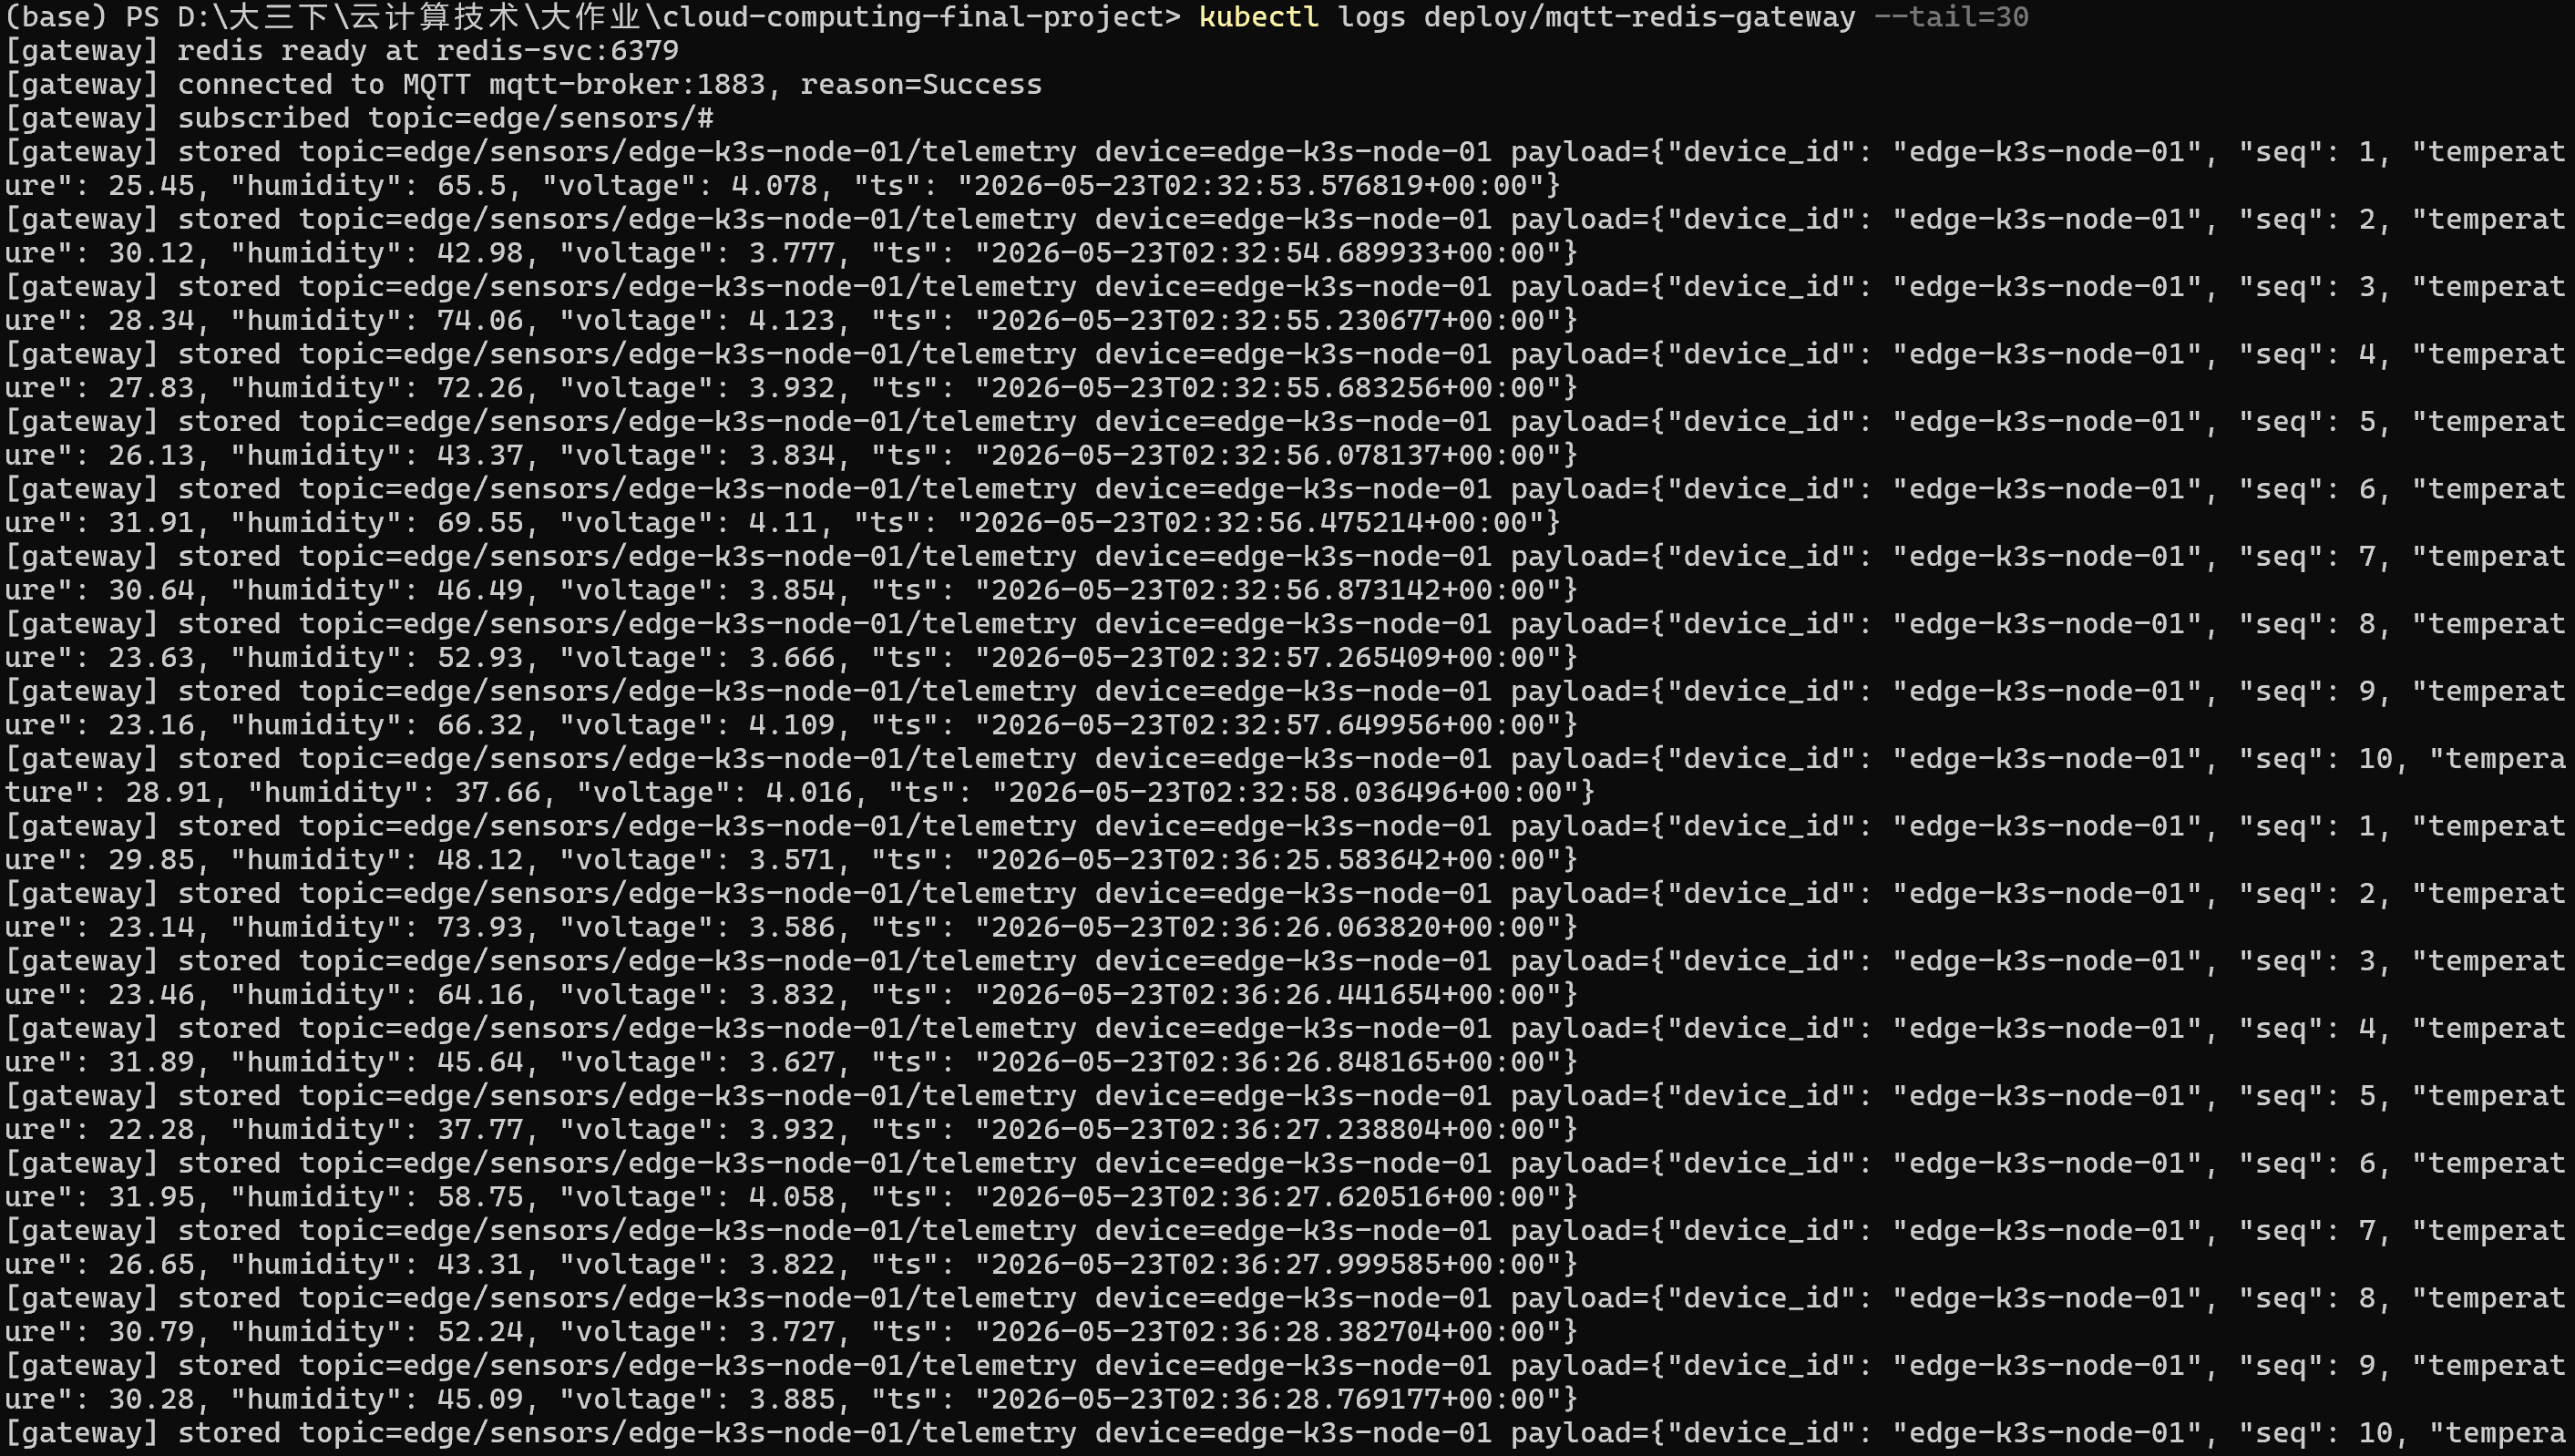 (base) PS D:\大三下\云计算技术\大作业\cloud-computing-final-project> kubectl logs deploy/mqtt-redis-gateway --tail=30
[gateway] redis ready at redis-svc:6379
[gateway] connected to MQTT mqtt-broker:1883, reason=Success
[gateway] subscribed topic=edge/sensors/#
[gateway] stored topic=edge/sensors/edge-k3s-node-01/telemetry device=edge-k3s-node-01 payload={"device_id": "edge-k3s-node-01", "seq": 1, "temperat
ure": 25.45, "humidity": 65.5, "voltage": 4.078, "ts": "2026-05-23T02:32:53.576819+00:00"}
[gateway] stored topic=edge/sensors/edge-k3s-node-01/telemetry device=edge-k3s-node-01 payload={"device_id": "edge-k3s-node-01", "seq": 2, "temperat
ure": 30.12, "humidity": 42.98, "voltage": 3.777, "ts": "2026-05-23T02:32:54.689933+00:00"}
[gateway] stored topic=edge/sensors/edge-k3s-node-01/telemetry device=edge-k3s-node-01 payload={"device_id": "edge-k3s-node-01", "seq": 3, "temperat
ure": 28.34, "humidity": 74.06, "voltage": 4.123, "ts": "2026-05-23T02:32:55.230677+00:00"}
[gateway] stored topic=edge/sensors/edge-k3s-node-01/telemetry device=edge-k3s-node-01 payload={"device_id": "edge-k3s-node-01", "seq": 4, "temperat
ure": 27.83, "humidity": 72.26, "voltage": 3.932, "ts": "2026-05-23T02:32:55.683256+00:00"}
[gateway] stored topic=edge/sensors/edge-k3s-node-01/telemetry device=edge-k3s-node-01 payload={"device_id": "edge-k3s-node-01", "seq": 5, "temperat
ure": 26.13, "humidity": 43.37, "voltage": 3.834, "ts": "2026-05-23T02:32:56.078137+00:00"}
[gateway] stored topic=edge/sensors/edge-k3s-node-01/telemetry device=edge-k3s-node-01 payload={"device_id": "edge-k3s-node-01", "seq": 6, "temperat
ure": 31.91, "humidity": 69.55, "voltage": 4.11, "ts": "2026-05-23T02:32:56.475214+00:00"}
[gateway] stored topic=edge/sensors/edge-k3s-node-01/telemetry device=edge-k3s-node-01 payload={"device_id": "edge-k3s-node-01", "seq": 7, "temperat
ure": 30.64, "humidity": 46.49, "voltage": 3.854, "ts": "2026-05-23T02:32:56.873142+00:00"}
[gateway] stored topic=edge/sensors/edge-k3s-node-01/telemetry device=edge-k3s-node-01 payload={"device_id": "edge-k3s-node-01", "seq": 8, "temperat
ure": 23.63, "humidity": 52.93, "voltage": 3.666, "ts": "2026-05-23T02:32:57.265409+00:00"}
[gateway] stored topic=edge/sensors/edge-k3s-node-01/telemetry device=edge-k3s-node-01 payload={"device_id": "edge-k3s-node-01", "seq": 9, "temperat
ure": 23.16, "humidity": 66.32, "voltage": 4.109, "ts": "2026-05-23T02:32:57.649956+00:00"}
[gateway] stored topic=edge/sensors/edge-k3s-node-01/telemetry device=edge-k3s-node-01 payload={"device_id": "edge-k3s-node-01", "seq": 10, "tempera
ture": 28.91, "humidity": 37.66, "voltage": 4.016, "ts": "2026-05-23T02:32:58.036496+00:00"}
[gateway] stored topic=edge/sensors/edge-k3s-node-01/telemetry device=edge-k3s-node-01 payload={"device_id": "edge-k3s-node-01", "seq": 1, "temperat
ure": 29.85, "humidity": 48.12, "voltage": 3.571, "ts": "2026-05-23T02:36:25.583642+00:00"}
[gateway] stored topic=edge/sensors/edge-k3s-node-01/telemetry device=edge-k3s-node-01 payload={"device_id": "edge-k3s-node-01", "seq": 2, "temperat
ure": 23.14, "humidity": 73.93, "voltage": 3.586, "ts": "2026-05-23T02:36:26.063820+00:00"}
[gateway] stored topic=edge/sensors/edge-k3s-node-01/telemetry device=edge-k3s-node-01 payload={"device_id": "edge-k3s-node-01", "seq": 3, "temperat
ure": 23.46, "humidity": 64.16, "voltage": 3.832, "ts": "2026-05-23T02:36:26.441654+00:00"}
[gateway] stored topic=edge/sensors/edge-k3s-node-01/telemetry device=edge-k3s-node-01 payload={"device_id": "edge-k3s-node-01", "seq": 4, "temperat
ure": 31.89, "humidity": 45.64, "voltage": 3.627, "ts": "2026-05-23T02:36:26.848165+00:00"}
[gateway] stored topic=edge/sensors/edge-k3s-node-01/telemetry device=edge-k3s-node-01 payload={"device_id": "edge-k3s-node-01", "seq": 5, "temperat
ure": 22.28, "humidity": 37.77, "voltage": 3.932, "ts": "2026-05-23T02:36:27.238804+00:00"}
[gateway] stored topic=edge/sensors/edge-k3s-node-01/telemetry device=edge-k3s-node-01 payload={"device_id": "edge-k3s-node-01", "seq": 6, "temperat
ure": 31.95, "humidity": 58.75, "voltage": 4.058, "ts": "2026-05-23T02:36:27.620516+00:00"}
[gateway] stored topic=edge/sensors/edge-k3s-node-01/telemetry device=edge-k3s-node-01 payload={"device_id": "edge-k3s-node-01", "seq": 7, "temperat
ure": 26.65, "humidity": 43.31, "voltage": 3.822, "ts": "2026-05-23T02:36:27.999585+00:00"}
[gateway] stored topic=edge/sensors/edge-k3s-node-01/telemetry device=edge-k3s-node-01 payload={"device_id": "edge-k3s-node-01", "seq": 8, "temperat
ure": 30.79, "humidity": 52.24, "voltage": 3.727, "ts": "2026-05-23T02:36:28.382704+00:00"}
[gateway] stored topic=edge/sensors/edge-k3s-node-01/telemetry device=edge-k3s-node-01 payload={"device_id": "edge-k3s-node-01", "seq": 9, "temperat
ure": 30.28, "humidity": 45.09, "voltage": 3.885, "ts": "2026-05-23T02:36:28.769177+00:00"}
[gateway] stored topic=edge/sensors/edge-k3s-node-01/telemetry device=edge-k3s-node-01 payload={"device_id": "edge-k3s-node-01", "seq": 10, "tempera